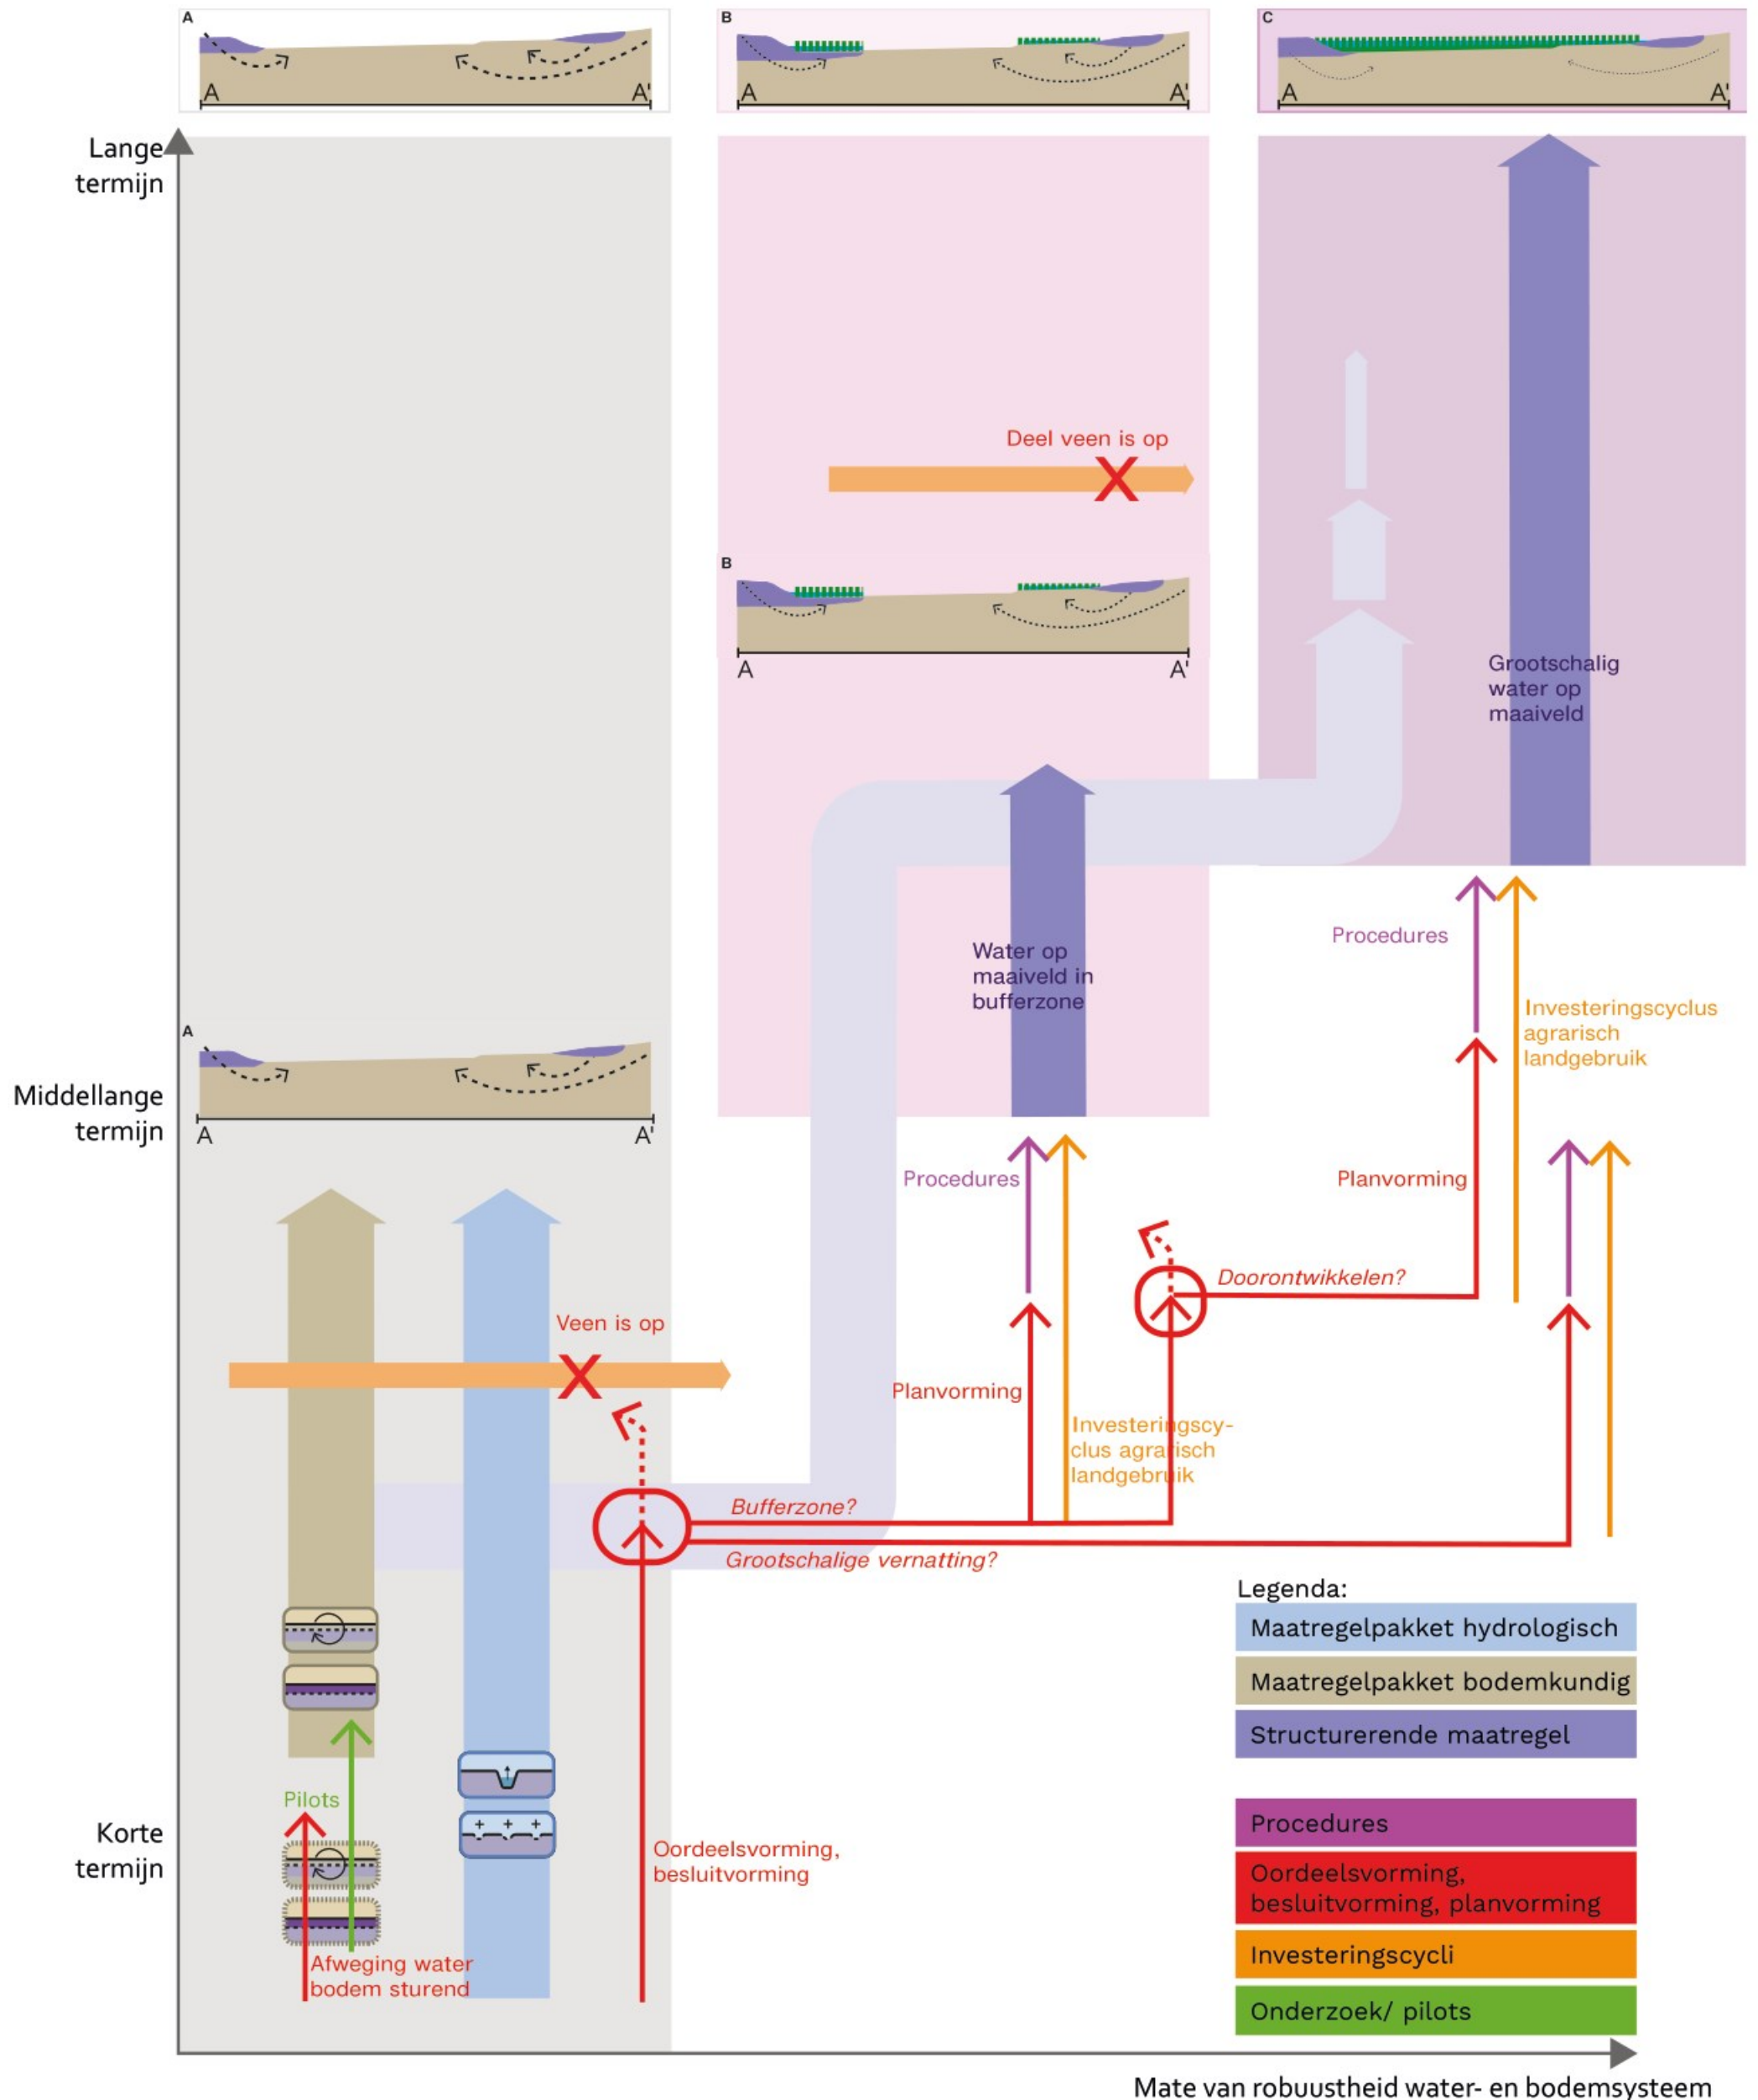 A
A
A'
B
A
A'
C
A
A'
Lange
termijn
Deel veen is op
B
A
A'
Grootschalig
water op
maaiveld
Procedures
Water op
maaiveld in
bufferzone
Investeringscyclus
agrarisch
landgebruik
A
A
A'
Middellange
termijn
Procedures
Planvorming
Doorontwikkelen?
Veen is op
Planvorming
Investeringscy-
clus agrarisch
landgebruik
Bufferzone?
Grootschalige vernatting?
Pilots
+ + +
Korte
termijn
Oordeelsvorming,
besluitvorming
Afweging water
bodem sturend
Legenda:
Maatregelpakket hydrologisch
Maatregelpakket bodemkundig
Structurerende maatregel
Procedures
Oordeelsvorming,
besluitvorming, planvorming
Investeringscycli
Onderzoek/ pilots
Mate van robuustheid water- en bodemsysteem